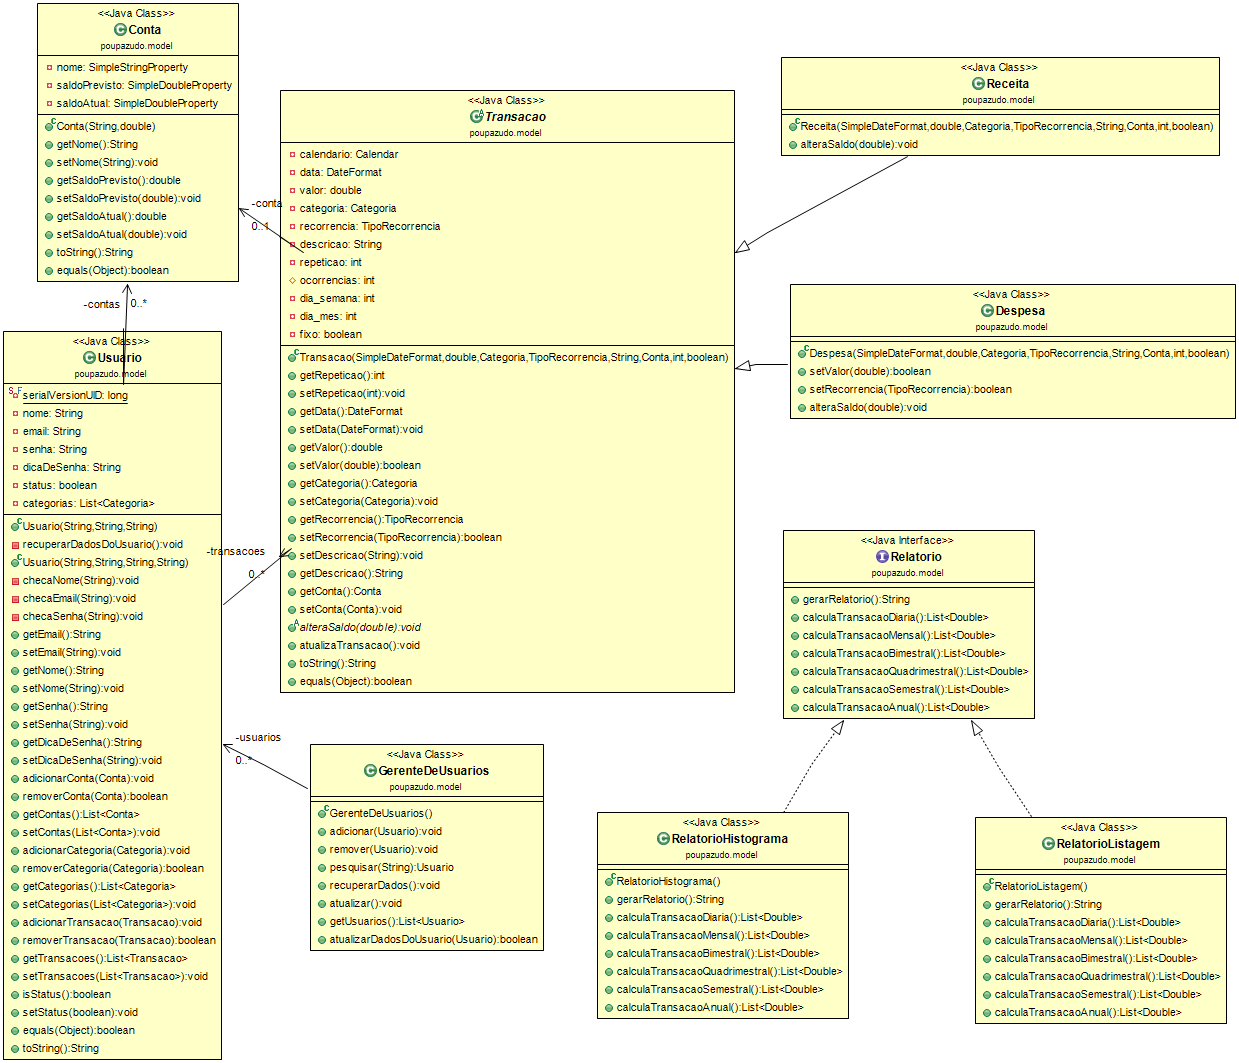 <<Java Class>>
Conta
poupazudo.model
nome: SimpleStringProperty
saldoPrevisto: SimpleDoubleProperty
saldoAtual: SimpleDoubleProperty
Conta(String,double)
getNome():String
setNome(String):void
getSaldoPrevisto():double
setSaldoPrevisto(double):void
getSaldoAtual():double
setSaldoAtual(double):void
toString():String
equals(Object):boolean
-conta
0..1
-contas
0..*
<<Java Class>>
Transacao
poupazudo.model
calendario: Calendar
data: DateFormat
valor: double
categoria: Categoria
recorrencia: TipoRecorrencia
descricao: String
repeticao: int
ocorrencias: int
dia_semana: int
dia_mes: int
fixo: boolean
Transacao(SimpleDateFormat,double,Categoria,TipoRecorrencia,String,Conta,int,boolean)
getRepeticao():int
setRepeticao(int):void
getData():DateFormat
setData(DateFormat):void
getValor():double
setValor(double):boolean
getCategoria():Categoria
setCategoria(Categoria):void
getRecorrencia():TipoRecorrencia
setRecorrencia(TipoRecorrencia):boolean
setDescricao(String):void
getDescricao():String
getConta():Conta
setConta(Conta):void
alteraSaldo(double):void
atualizaTransacao():void
toString():String
equals(Object):boolean
<<Java Class>>
Receita
poupazudo.model
Receita(SimpleDateFormat,double,Categoria,TipoRecorrencia,String,Conta,int,boolean)
alteraSaldo(double):void
<<Java Class>>
Despesa
poupazudo.model
Despesa(SimpleDateFormat,double,Categoria,TipoRecorrencia,String,Conta,int,boolean)
setValor(double):boolean
setRecorrencia(TipoRecorrencia):boolean
alteraSaldo(double):void
<<Java Class>>
Usuario
poupazudo.model
serialVersionUID: long
nome: String
email: String
senha: String
dicaDeSenha: String
status: boolean
categorias: List<Categoria>
Usuario(String,String,String)
recuperarDadosDoUsuario():void
Usuario(String,String,String,String)
checaNome(String):void
checaEmail(String):void
checaSenha(String):void
getEmail():String
setEmail(String):void
getNome():String
setNome(String):void
getSenha():String
setSenha(String):void
getDicaDeSenha():String
setDicaDeSenha(String):void
adicionarConta(Conta):void
removerConta(Conta):boolean
getContas():List<Conta>
setContas(List<Conta>):void
adicionarCategoria(Categoria):void
removerCategoria(Categoria):boolean
getCategorias():List<Categoria>
setCategorias(List<Categoria>):void
adicionarTransacao(Transacao):void
removerTransacao(Transacao):boolean
getTransacoes():List<Transacao>
setTransacoes(List<Transacao>):void
isStatus():boolean
setStatus(boolean):void
equals(Object):boolean
toString():String
-transacoes
0..*
-usuarios
0..*
<<Java Class>>
GerenteDeUsuarios
poupazudo.model
GerenteDeUsuarios()
adicionar(Usuario):void
remover(Usuario):void
pesquisar(String):Usuario
recuperarDados():void
atualizar():void
getUsuarios():List<Usuario>
atualizarDadosDoUsuario(Usuario):boolean
<<Java Interface>>
Relatorio
poupazudo.model
gerarRelatorio():String
calculaTransacaoDiaria():List<Double>
calculaTransacaoMensal():List<Double>
calculaTransacaoBimestral():List<Double>
calculaTransacaoQuadrimestral():List<Double>
calculaTransacaoSemestral():List<Double>
calculaTransacaoAnual():List<Double>
<<Java Class>>
RelatorioHistograma
poupazudo.model
RelatorioHistograma()
gerarRelatorio():String
calculaTransacaoDiaria():List<Double>
calculaTransacaoMensal():List<Double>
calculaTransacaoBimestral():List<Double>
calculaTransacaoQuadrimestral():List<Double>
calculaTransacaoSemestral():List<Double>
calculaTransacaoAnual():List<Double>
<<Java Class>>
RelatorioListagem
poupazudo.model
RelatorioListagem()
gerarRelatorio():String
calculaTransacaoDiaria():List<Double>
calculaTransacaoMensal():List<Double>
calculaTransacaoBimestral():List<Double>
calculaTransacaoQuadrimestral():List<Double>
calculaTransacaoSemestral():List<Double>
calculaTransacaoAnual():List<Double>